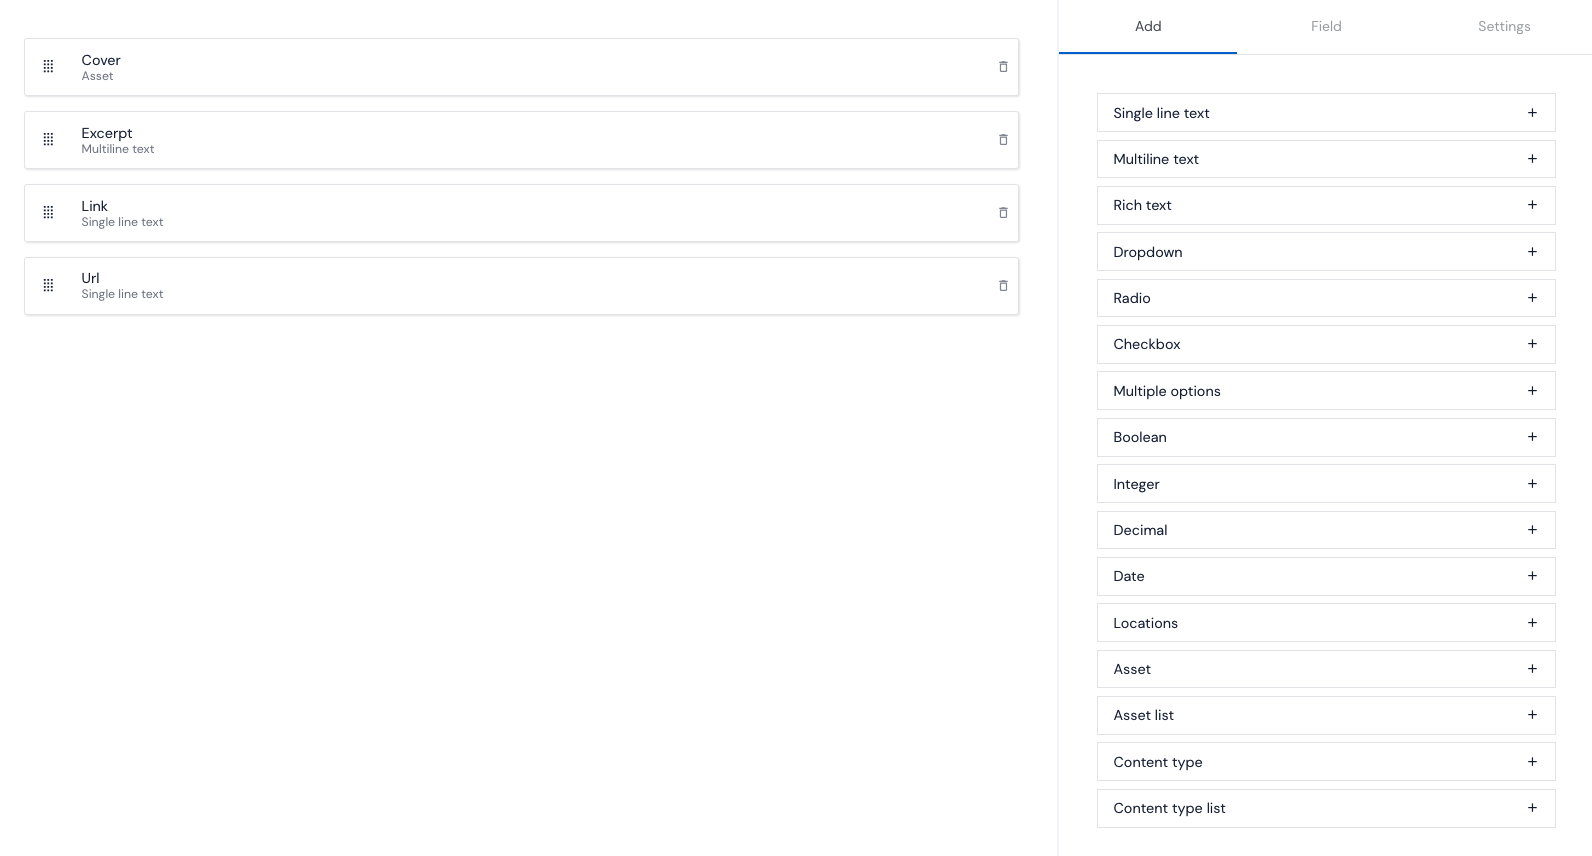 Cover
Asset
Excerpt
Multiline text
Link
Single line text
Url
Single line text
Add
Field
Settings
Single line text
Multiline text
Rich text
Dropdown
Radio
Checkbox
Multiple options
Boolean
Integer
Decimal
Date
Locations
Asset
Asset list
Content type
Content type list